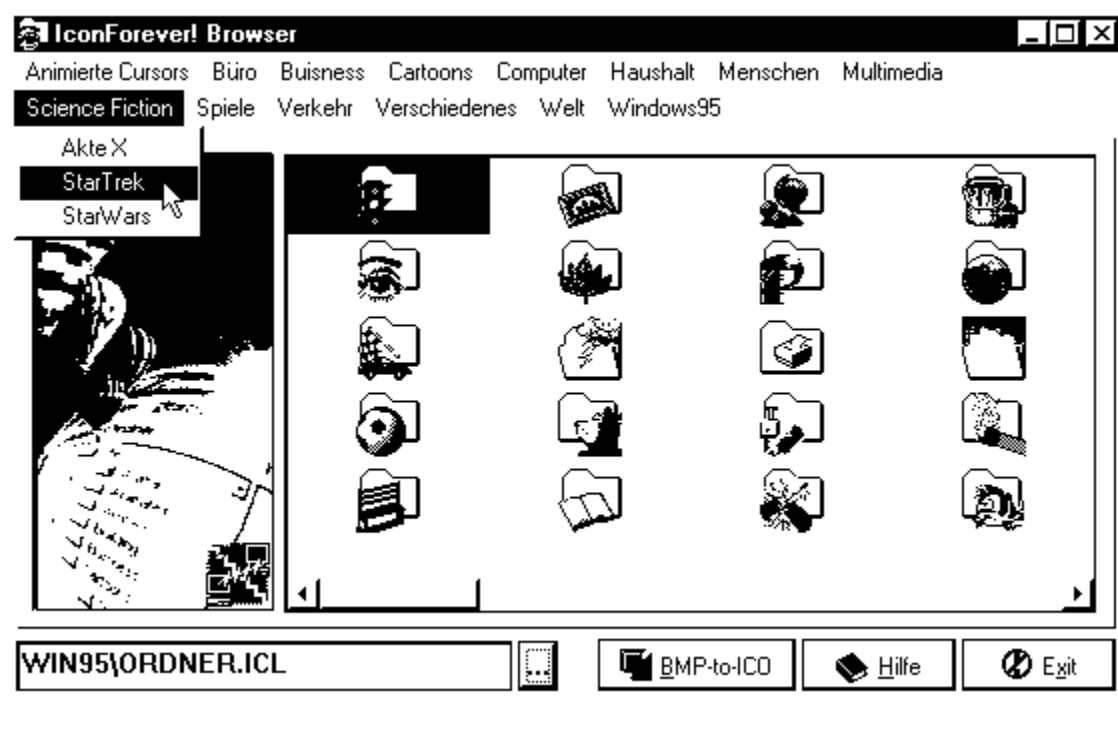 IconForever! Browser
Animierte Cursors Büro Buisness Cartoons Computer Haushalt Menschen Multimedia
Science Fiction Spiele Verkehr Verschiedenes Welt Windows95
Akte X
StarTrek
StarWars
WIN95\ORDNER.ICL ... BMP-to-ICO Hilfe Exit